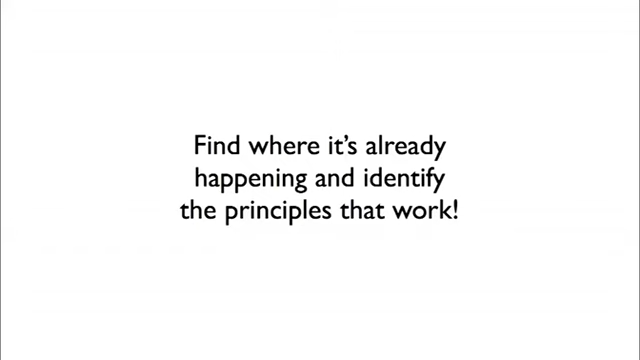 Find where it’s already
happening and identify
the principles that work!